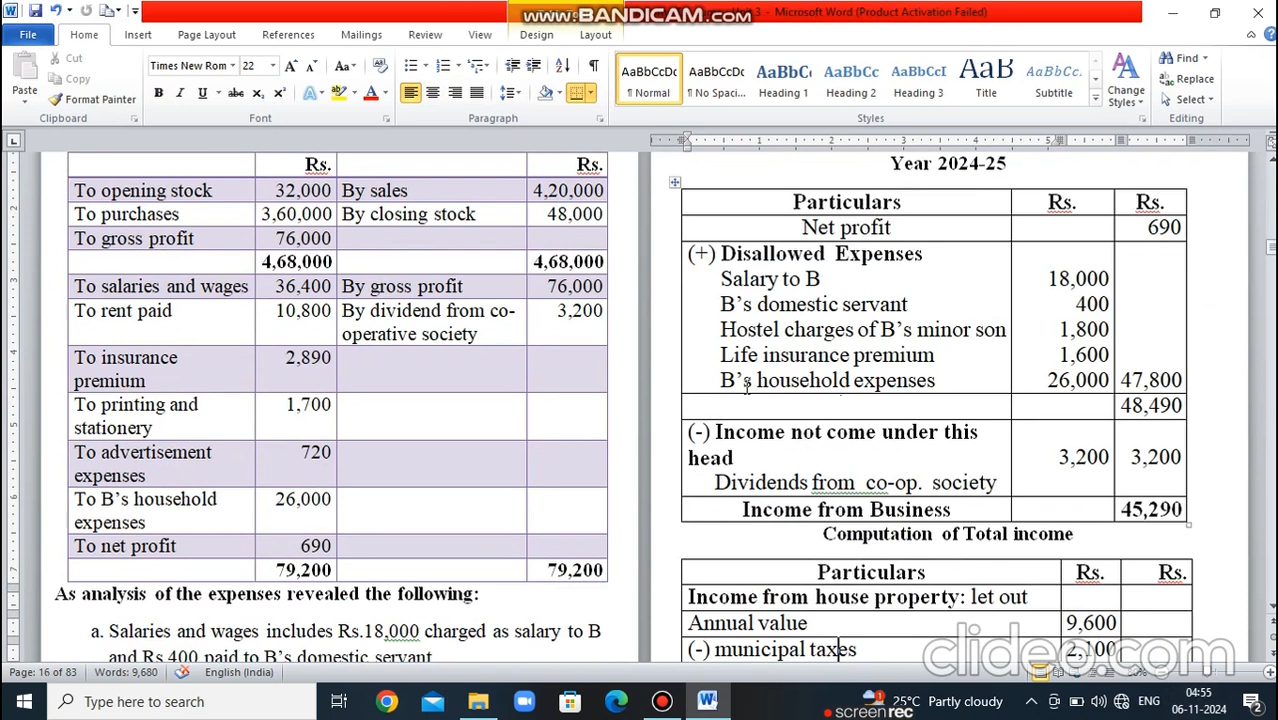 www.BANDICAM.com
Microsoft Word (Product Activation Failed)
File Home Insert Page Layout References Mailings Review View Design Layout
Cut
Copy
Format Painter
Paste
Clipboard
Times New Rom 22
Font
Paragraph
AaBbCcDc AaBbCcDc AaBbC AaBbCc AaBbCcI AaB AaBbCcL
¶ Normal ¶ No Spaci... Heading 1 Heading 2 Heading 3 Title Subtitle
Change Styles
Styles
Find
Replace
Select
Editing
Rs. Rs.
To opening stock 32,000 By sales 4,20,000
To purchases 3,60,000 By closing stock 48,000
To gross profit 76,000
4,68,000 4,68,000
To salaries and wages 36,400 By gross profit 76,000
To rent paid 10,800 By dividend from co-
operative society 3,200
To insurance 2,890
premium
To printing and 1,700
stationery
To advertisement 720
expenses
To B's household 26,000
expenses
To net profit 690
79,200 79,200
As analysis of the expenses revealed the following:
a. Salaries and wages includes Rs.18,000 charged as salary to B
and Rs 400 paid to B's domestic servant
Year 2024-25
Particulars Rs. Rs.
Net profit 690
(+) Disallowed Expenses
Salary to B 18,000
B's domestic servant 400
Hostel charges of B's minor son 1,800
Life insurance premium 1,600
B's household expenses 26,000 47,800
48,490
(-) Income not come under this
head 3,200 3,200
Dividends from co-op. society
Income from Business 45,290
Computation of Total income
Particulars Rs. Rs.
Income from house property: let out
Annual value 9,600
(-) municipal taxes 2,100
clideo.com
Page: 16 of 83 Words: 9,680 English (India)
Type here to search
25°C Partly cloudy
ENG
04:55
06-11-2024
2
screen rec